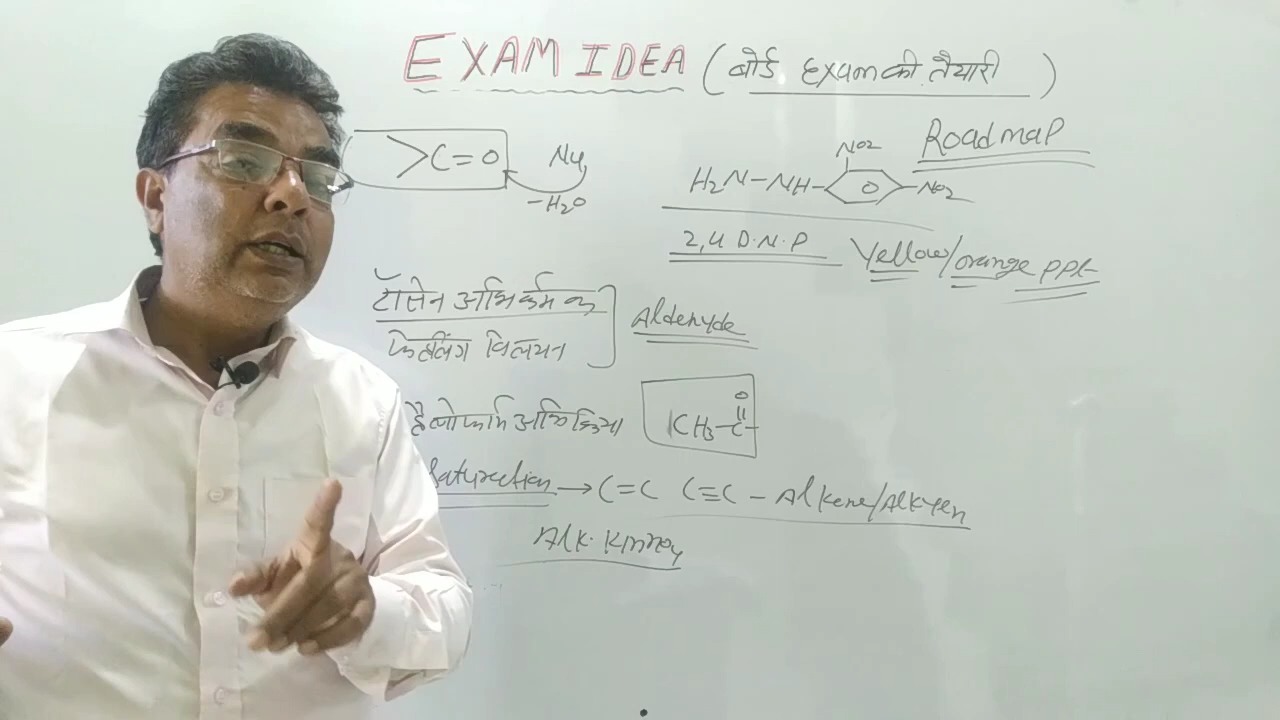 EXAM IDEA (बोर्ड Exam की तैयारी)
Roadmap
>C=O Nu
-H2O
NO2
H2N-NH- -NO2
2,4 D.N.P Yellow/orange ppt
टॉलेन अभिकर्मक
फेहलिंग विलयन
Aldehyde
हैलोफार्म अभिक्रिया
O
CH3-C-
saturation → C=C C≡C - Alkene/Alkyen
Alk. KmnO4